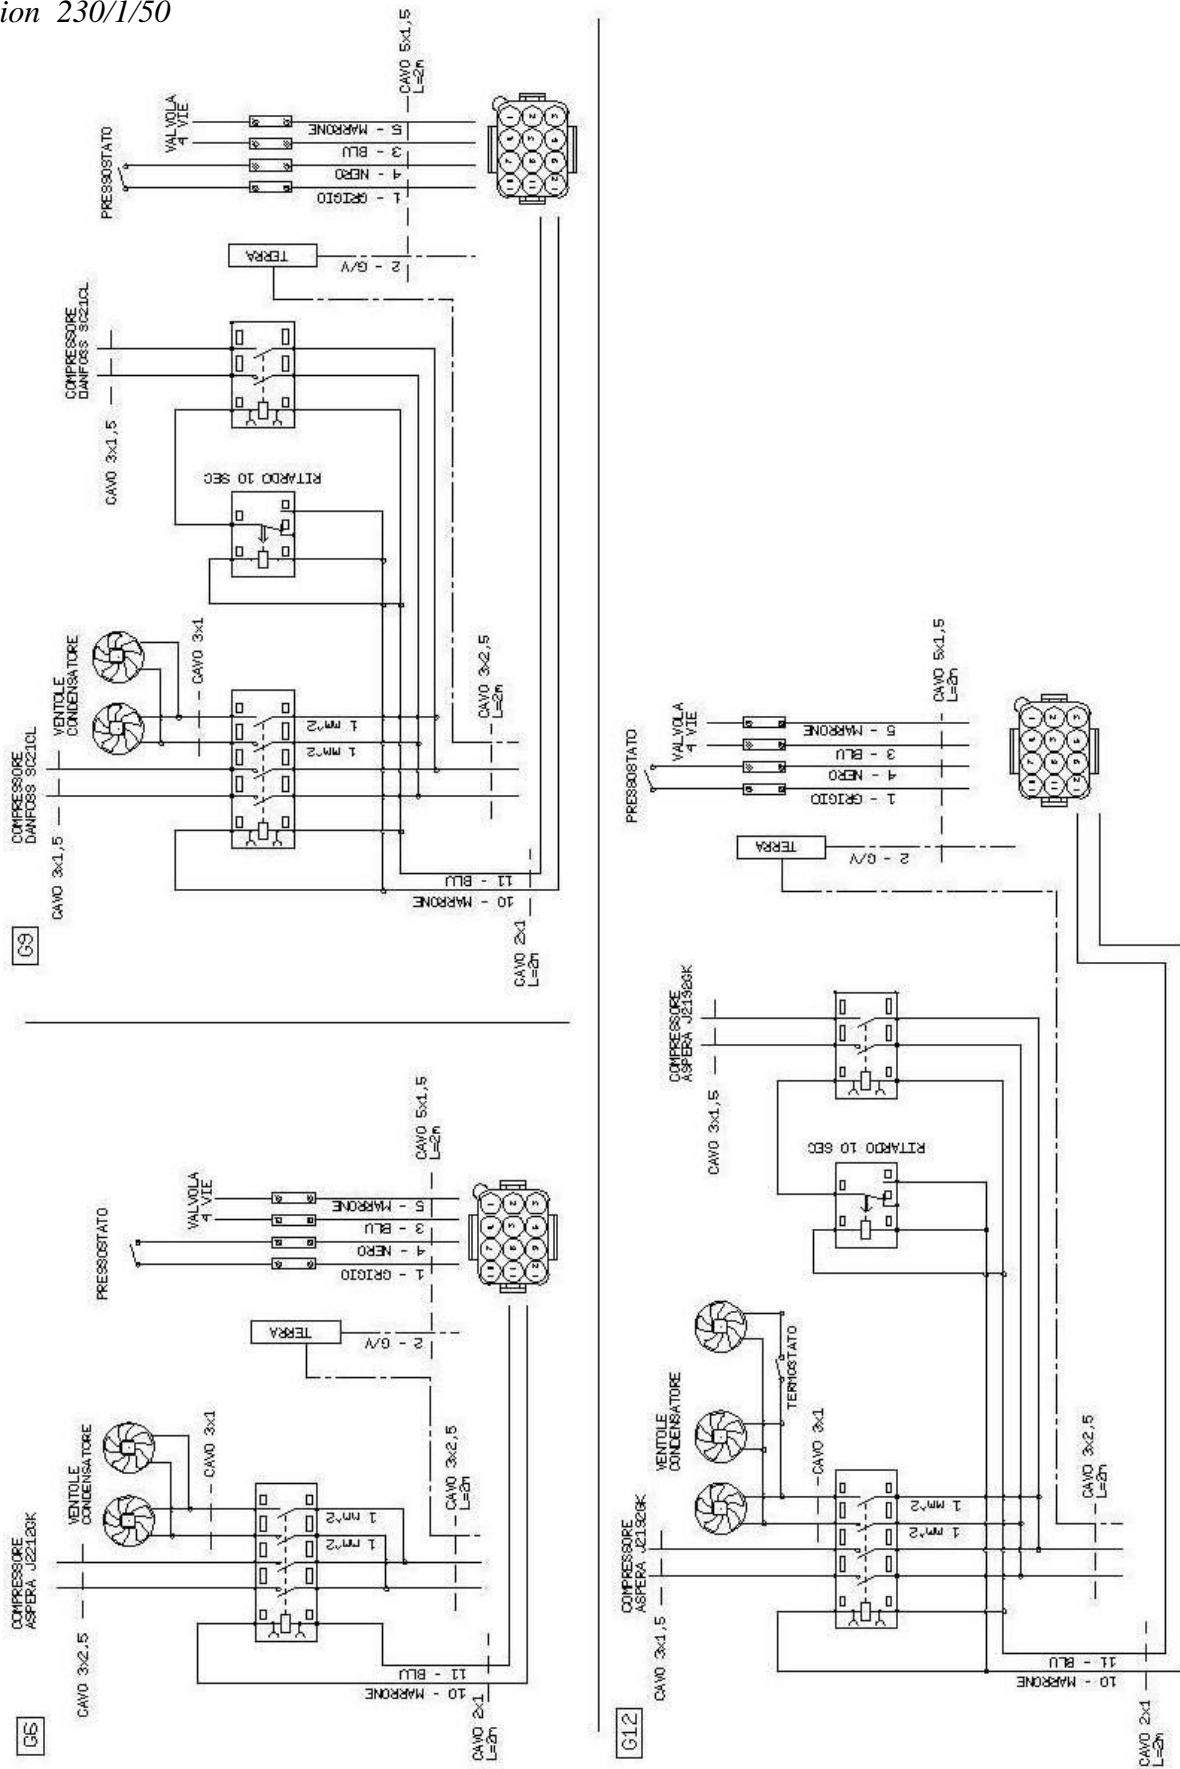 ion 230/1/50
G9
COMPRESSORE
DANFOSS SC21CL
CAVO 3x1,5
VENTOLE
CONDENSATORE
CAVO 3x1
1 mm^2
1 mm^2
CAVO 3x2,5
L=2m
10 - MARRONE
11 - BLU
CAVO 2x1
L=2m
RITARDO 10 SEC
COMPRESSORE
DANFOSS SC21CL
CAVO 3x1,5
TERRA
2 - G/V
PRESSOSTATO
VALVOLA
4 VIE
1 - GRIGIO
4 - NERO
3 - BLU
5 - MARRONE
CAVO 5x1,5
L=2m
G6
COMPRESSORE
ASPERA J2212GK
CAVO 3x2,5
VENTOLE
CONDENSATORE
CAVO 3x1
1 mm^2
1 mm^2
CAVO 3x2,5
L=2m
10 - MARRONE
11 - BLU
CAVO 2x1
L=2m
TERRA
2 - G/V
PRESSOSTATO
VALVOLA
4 VIE
1 - GRIGIO
4 - NERO
3 - BLU
5 - MARRONE
CAVO 5x1,5
L=2m
G12
COMPRESSORE
ASPERA J2192GK
CAVO 3x1,5
VENTOLE
CONDENSATORE
TERMOSTATO
CAVO 3x1
1 mm^2
1 mm^2
CAVO 3x2,5
L=2m
10 - MARRONE
11 - BLU
CAVO 2x1
L=2m
RITARDO 10 SEC
COMPRESSORE
ASPERA J2192GK
CAVO 3x1,5
TERRA
2 - G/V
PRESSOSTATO
VALVOLA
4 VIE
1 - GRIGIO
4 - NERO
3 - BLU
5 - MARRONE
CAVO 5x1,5
L=2m